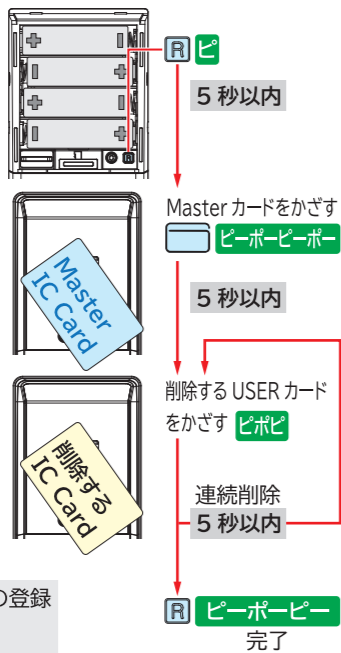 R ピ
5 秒以内
Master カードをかざす
ピーポーピーポー
Master
IC Card
5 秒以内
削除する USER カード
をかざす ピポピ
削除する
IC Card
連続削除
5 秒以内
の登録
R ピーポーピー
完了